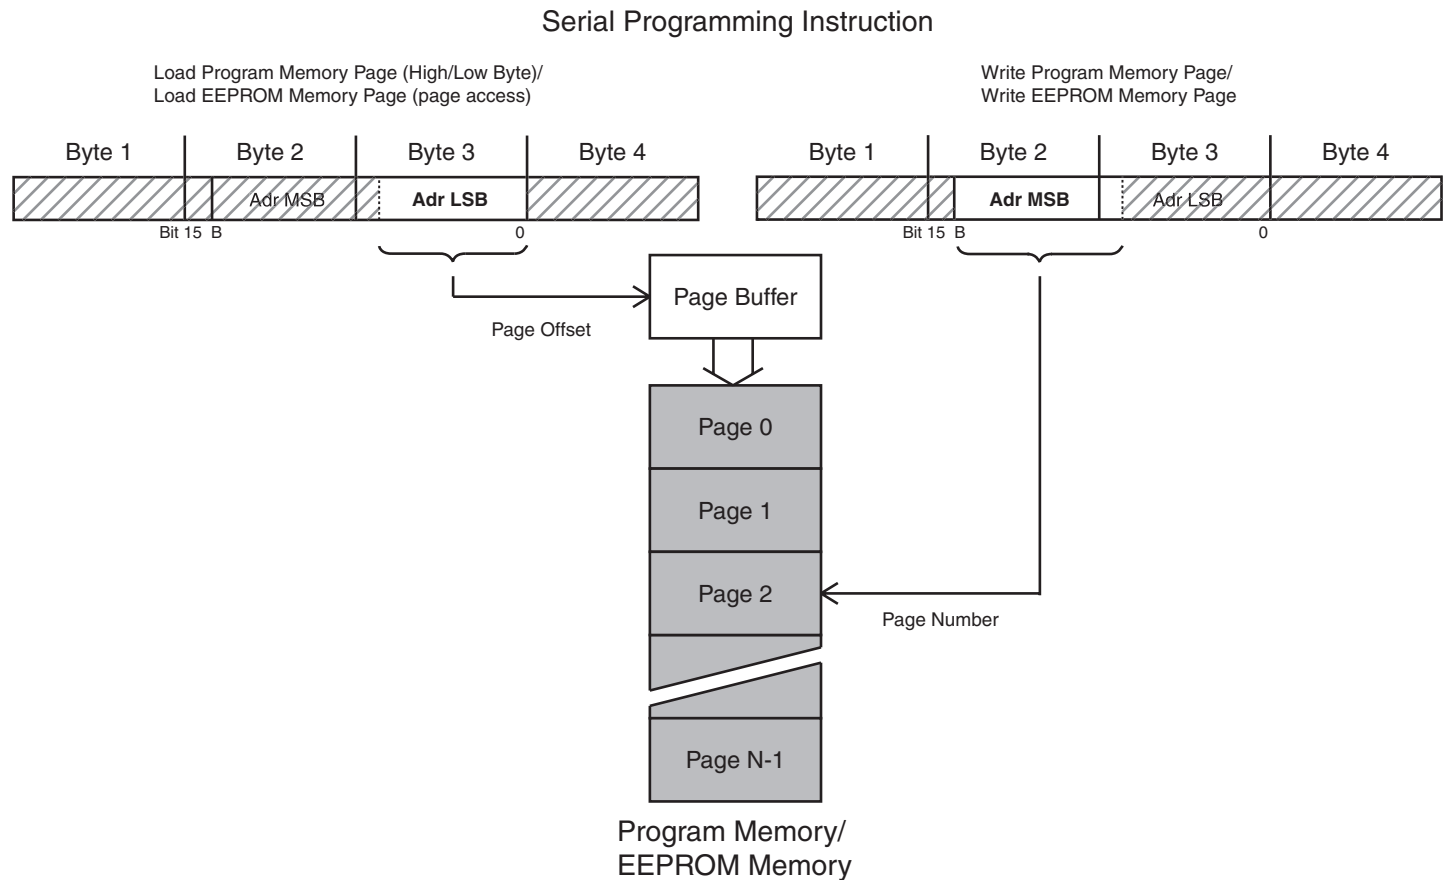 Serial Programming Instruction
Load Program Memory Page (High/Low Byte)/
Load EEPROM Memory Page (page access)
Write Program Memory Page/
Write EEPROM Memory Page
Byte 1 Byte 2 Byte 3 Byte 4
Adr MSB Adr LSB
Bit 15 B 0
Byte 1 Byte 2 Byte 3 Byte 4
Adr MSB Adr LSB
Bit 15 B 0
Page Buffer
Page Offset
Page 0
Page 1
Page 2
Page Number
Page N-1
Program Memory/
EEPROM Memory